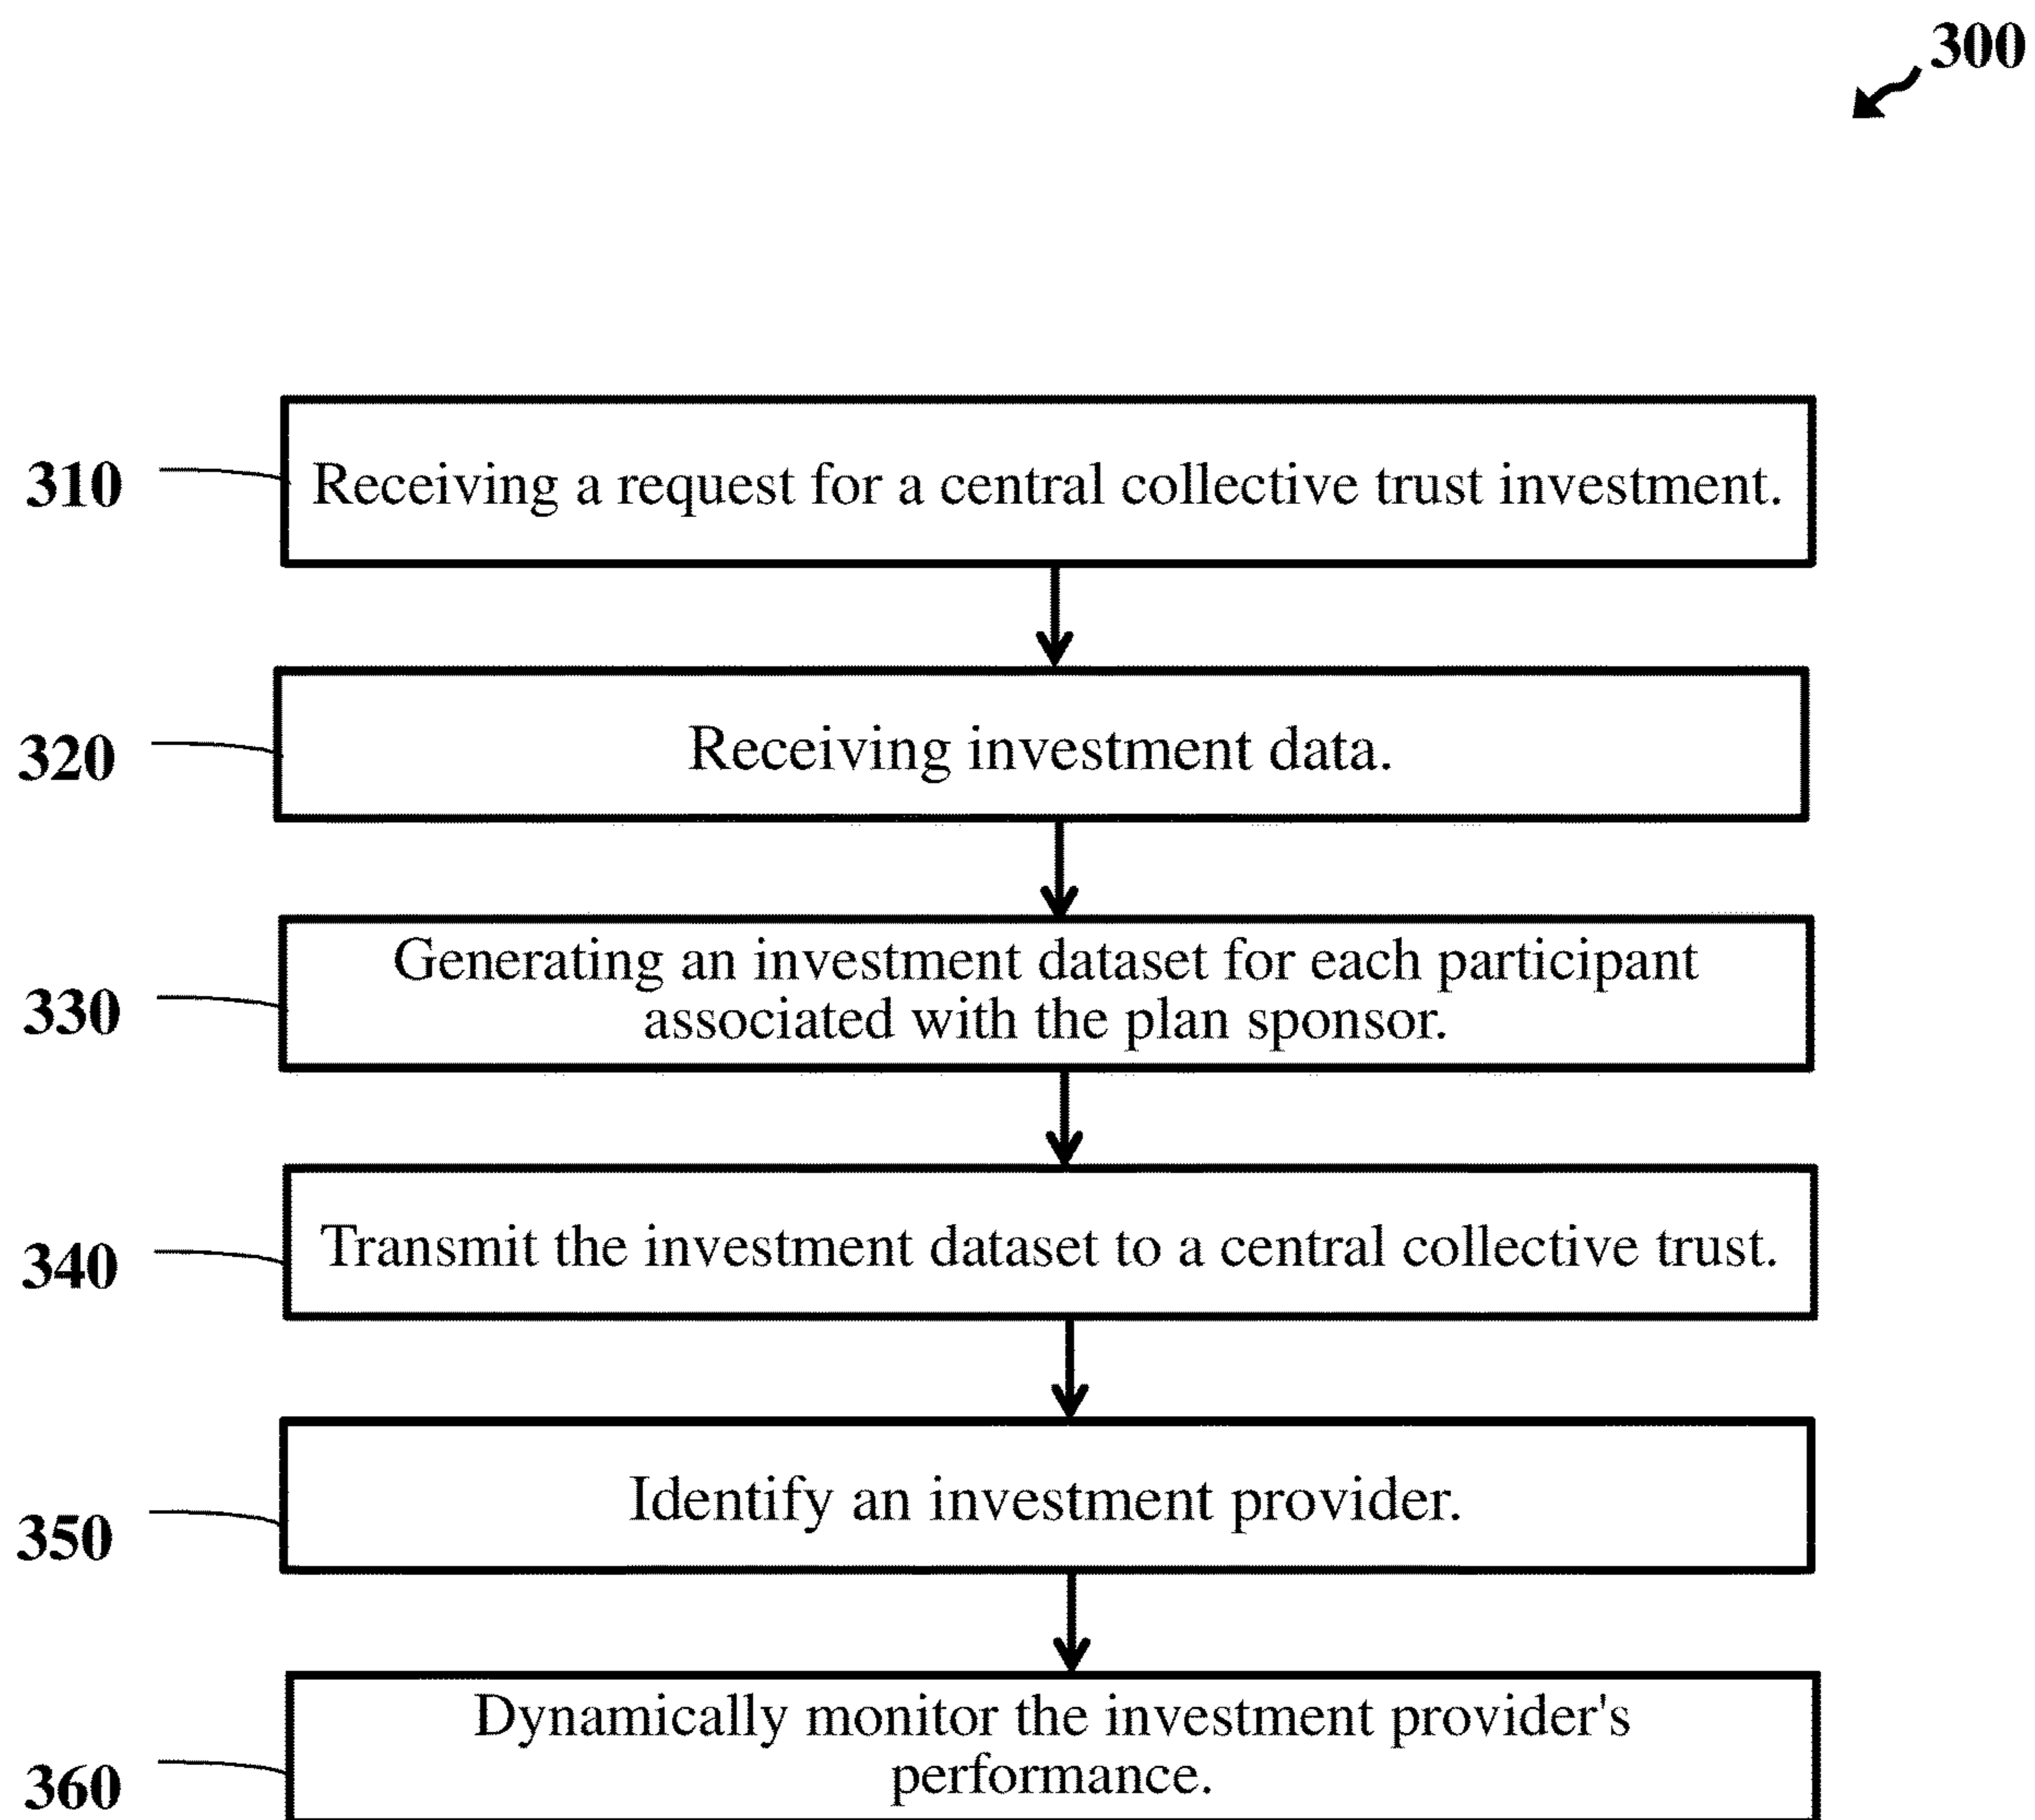 300
310
Receiving a request for a central collective trust investment.
320
Receiving investment data.
330
Generating an investment dataset for each participant
associated with the plan sponsor.
340
Transmit the investment dataset to a central collective trust.
350
Identify an investment provider.
360
Dynamically monitor the investment provider's
performance.